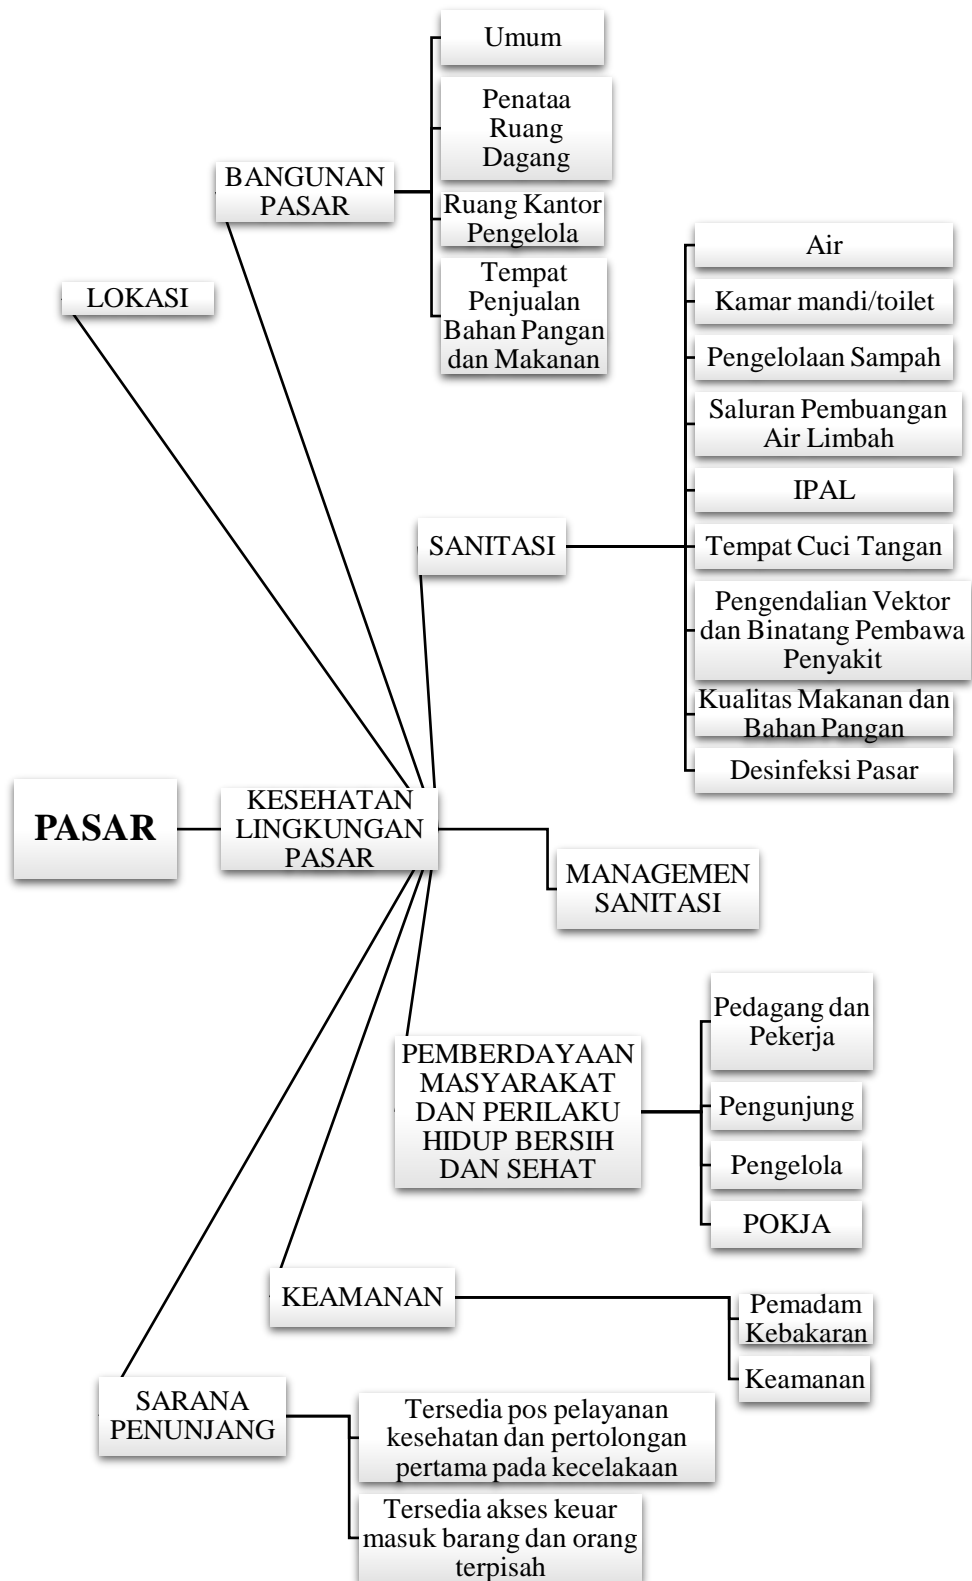 Umum
Penataa
Ruang
Dagang
BANGUNAN
PASAR
Ruang Kantor
Pengelola
Tempat
Penjualan
Bahan Pangan
dan Makanan
LOKASI
Air
Kamar mandi/toilet
Pengelolaan Sampah
Saluran Pembuangan
Air Limbah
IPAL
SANITASI
Tempat Cuci Tangan
Pengendalian Vektor
dan Binatang Pembawa
Penyakit
Kualitas Makanan dan
Bahan Pangan
Desinfeksi Pasar
PASAR
KESEHATAN
LINGKUNGAN
PASAR
MANAGEMEN
SANITASI
PEMBERDAYAAN
MASYARAKAT
DAN PERILAKU
HIDUP BERSIH
DAN SEHAT
Pedagang dan
Pekerja
Pengunjung
Pengelola
POKJA
KEAMANAN
Pemadam
Kebakaran
Keamanan
SARANA
PENUNJANG
Tersedia pos pelayanan
kesehatan dan pertolongan
pertama pada kecelakaan
Tersedia akses keuar
masuk barang dan orang
terpisah